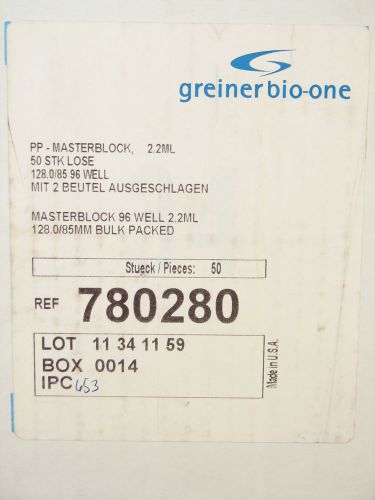 greiner bio-one
PP - MASTERBLOCK, 2.2ML
50 STK LOSE
128.0/85 96 WELL
MIT 2 BEUTEL AUSGESCHLAGEN
MASTERBLOCK 96 WELL 2.2ML
128.0/85MM BULK PACKED
Stueck / Pieces: 50
REF 780280
LOT 11 34 11 59
BOX 0014
IPC 653
Made in U.S.A.